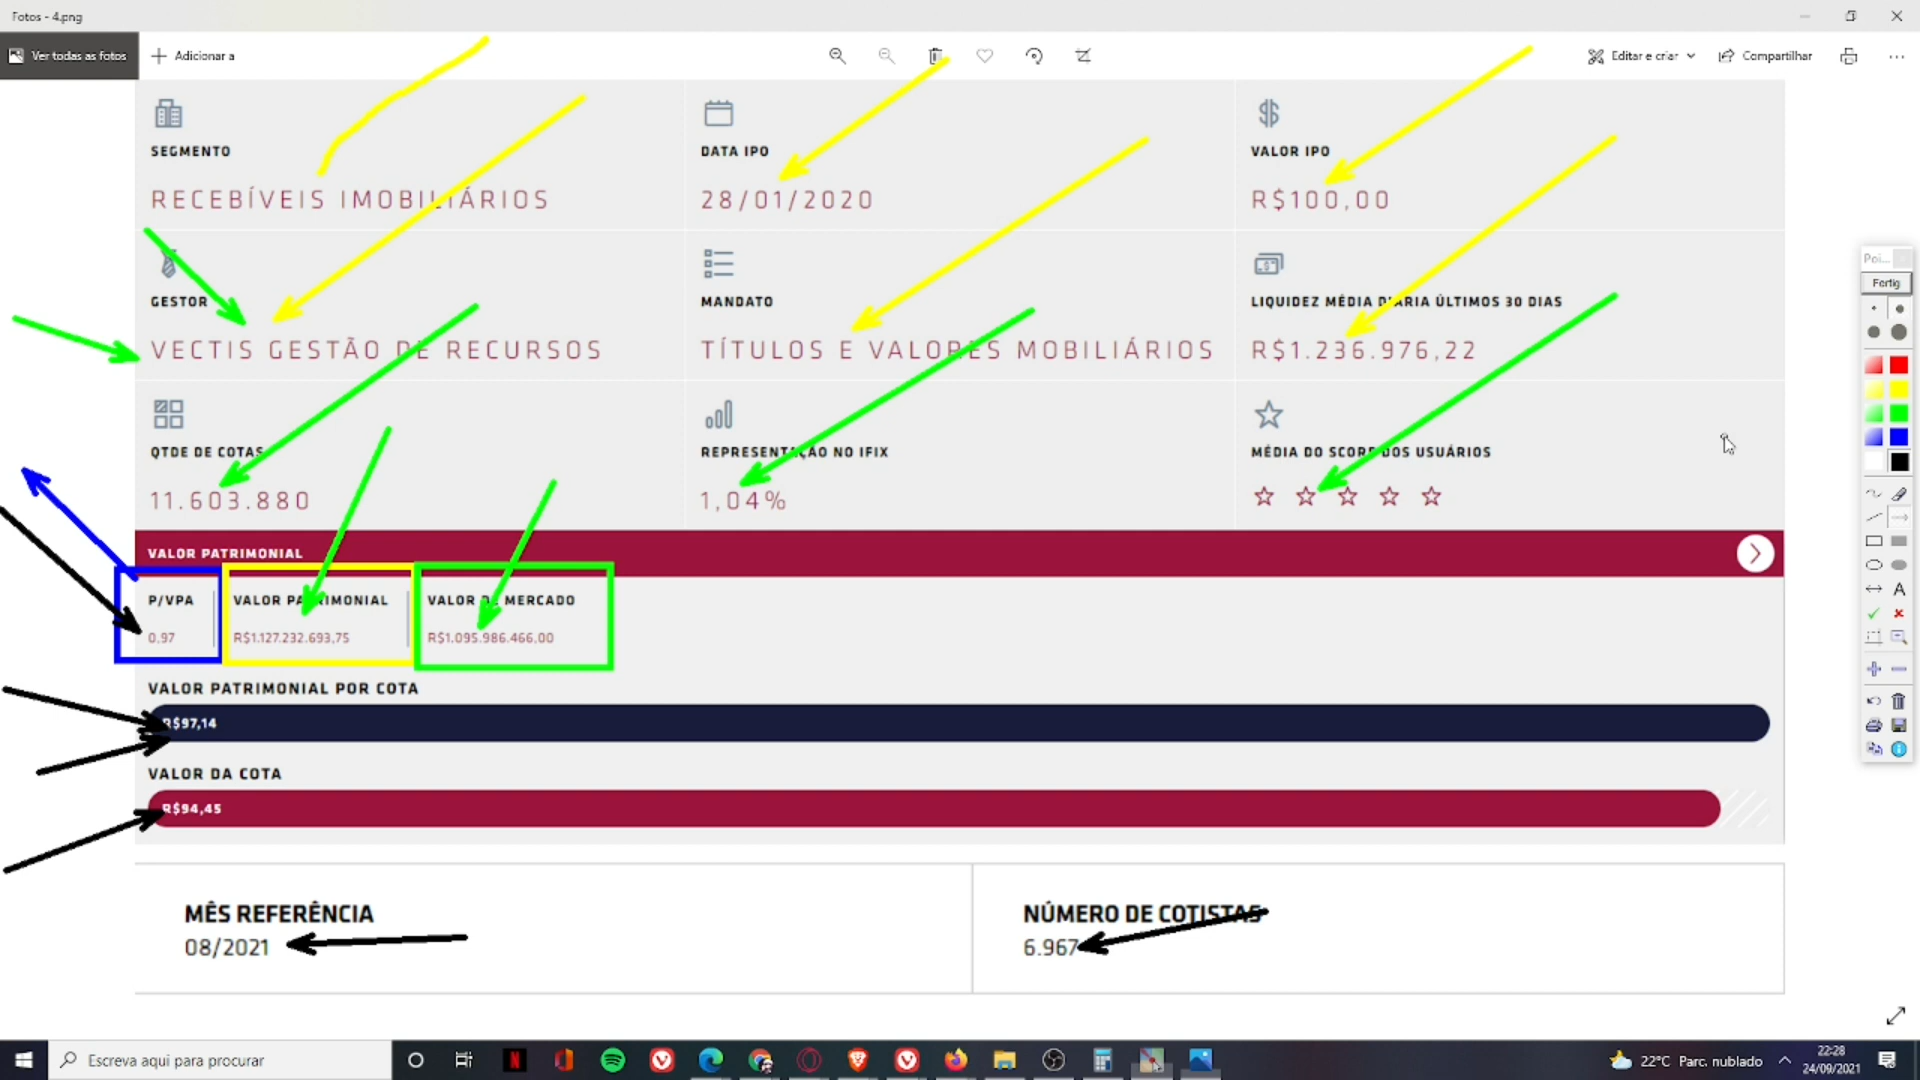 Fotos - 4.png
Ver todas as fotos
Adicionar a
Editar e criar
Compartilhar
SEGMENTO
RECEBÍVEIS IMOBILIÁRIOS
DATA IPO
28/01/2020
VALOR IPO
R$100,00
GESTOR
VECTIS GESTÃO DE RECURSOS
MANDATO
TÍTULOS E VALORES MOBILIÁRIOS
LIQUIDEZ MÉDIA DIÁRIA ÚLTIMOS 30 DIAS
R$1.236.976,22
QTDE DE COTAS
11.603.880
REPRESENTAÇÃO NO IFIX
1,04%
MÉDIA DO SCORE DOS USUÁRIOS
VALOR PATRIMONIAL
P/VPA
0,97
VALOR PATRIMONIAL
R$1.127.232.693,75
VALOR DE MERCADO
R$1.095.986.466,00
VALOR PATRIMONIAL POR COTA
R$97,14
VALOR DA COTA
R$94,45
MÊS REFERÊNCIA
08/2021
NÚMERO DE COTISTAS
6.967
Poi...
Fertig
A
Escreva aqui para procurar
22°C Parc. nublado
22:28
24/09/2021